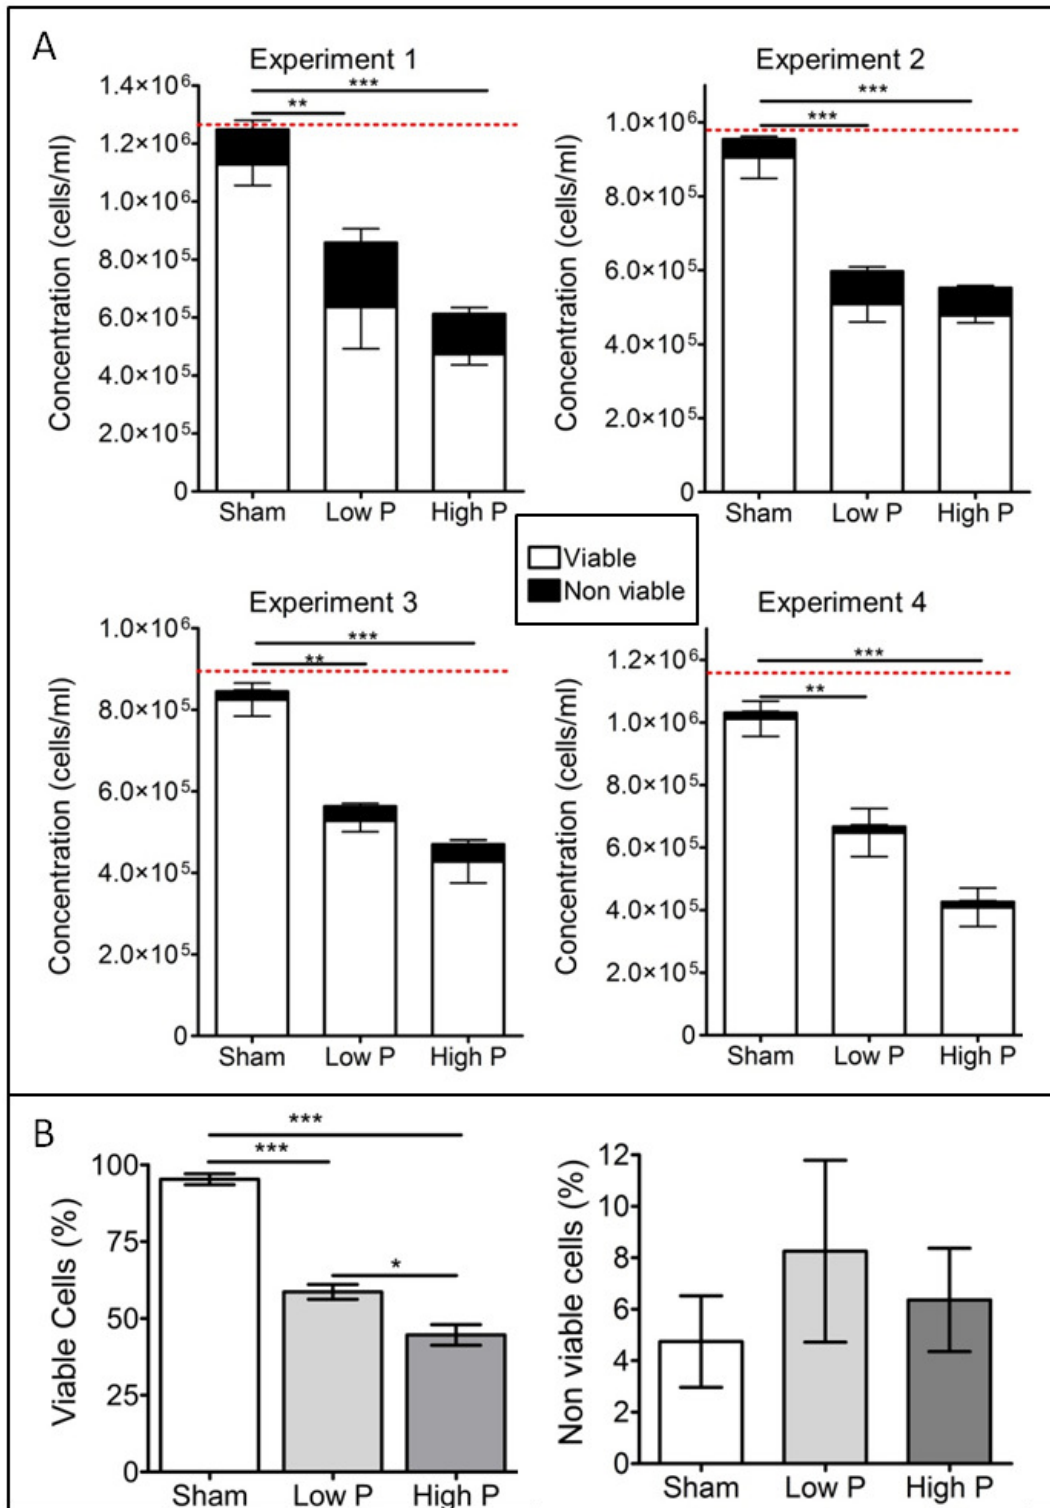 A
Experiment 1
***
**
Concentration (cells/ml)
1.4×10⁶
1.2×10⁶
1.0×10⁶
8.0×10⁵
6.0×10⁵
4.0×10⁵
2.0×10⁵
0
Sham Low P High P
Experiment 2
***
***
Concentration (cells/ml)
1.0×10⁶
8.0×10⁵
6.0×10⁵
4.0×10⁵
2.0×10⁵
0
Sham Low P High P
Viable
Non viable
Experiment 3
***
**
Concentration (cells/ml)
1.0×10⁶
8.0×10⁵
6.0×10⁵
4.0×10⁵
2.0×10⁵
0
Sham Low P High P
Experiment 4
***
**
Concentration (cells/ml)
1.2×10⁶
1.0×10⁶
8.0×10⁵
6.0×10⁵
4.0×10⁵
2.0×10⁵
0
Sham Low P High P
B
***
***
*
Viable Cells (%)
100
75
50
25
0
Sham Low P High P
Non viable cells (%)
12
10
8
6
4
2
0
Sham Low P High P